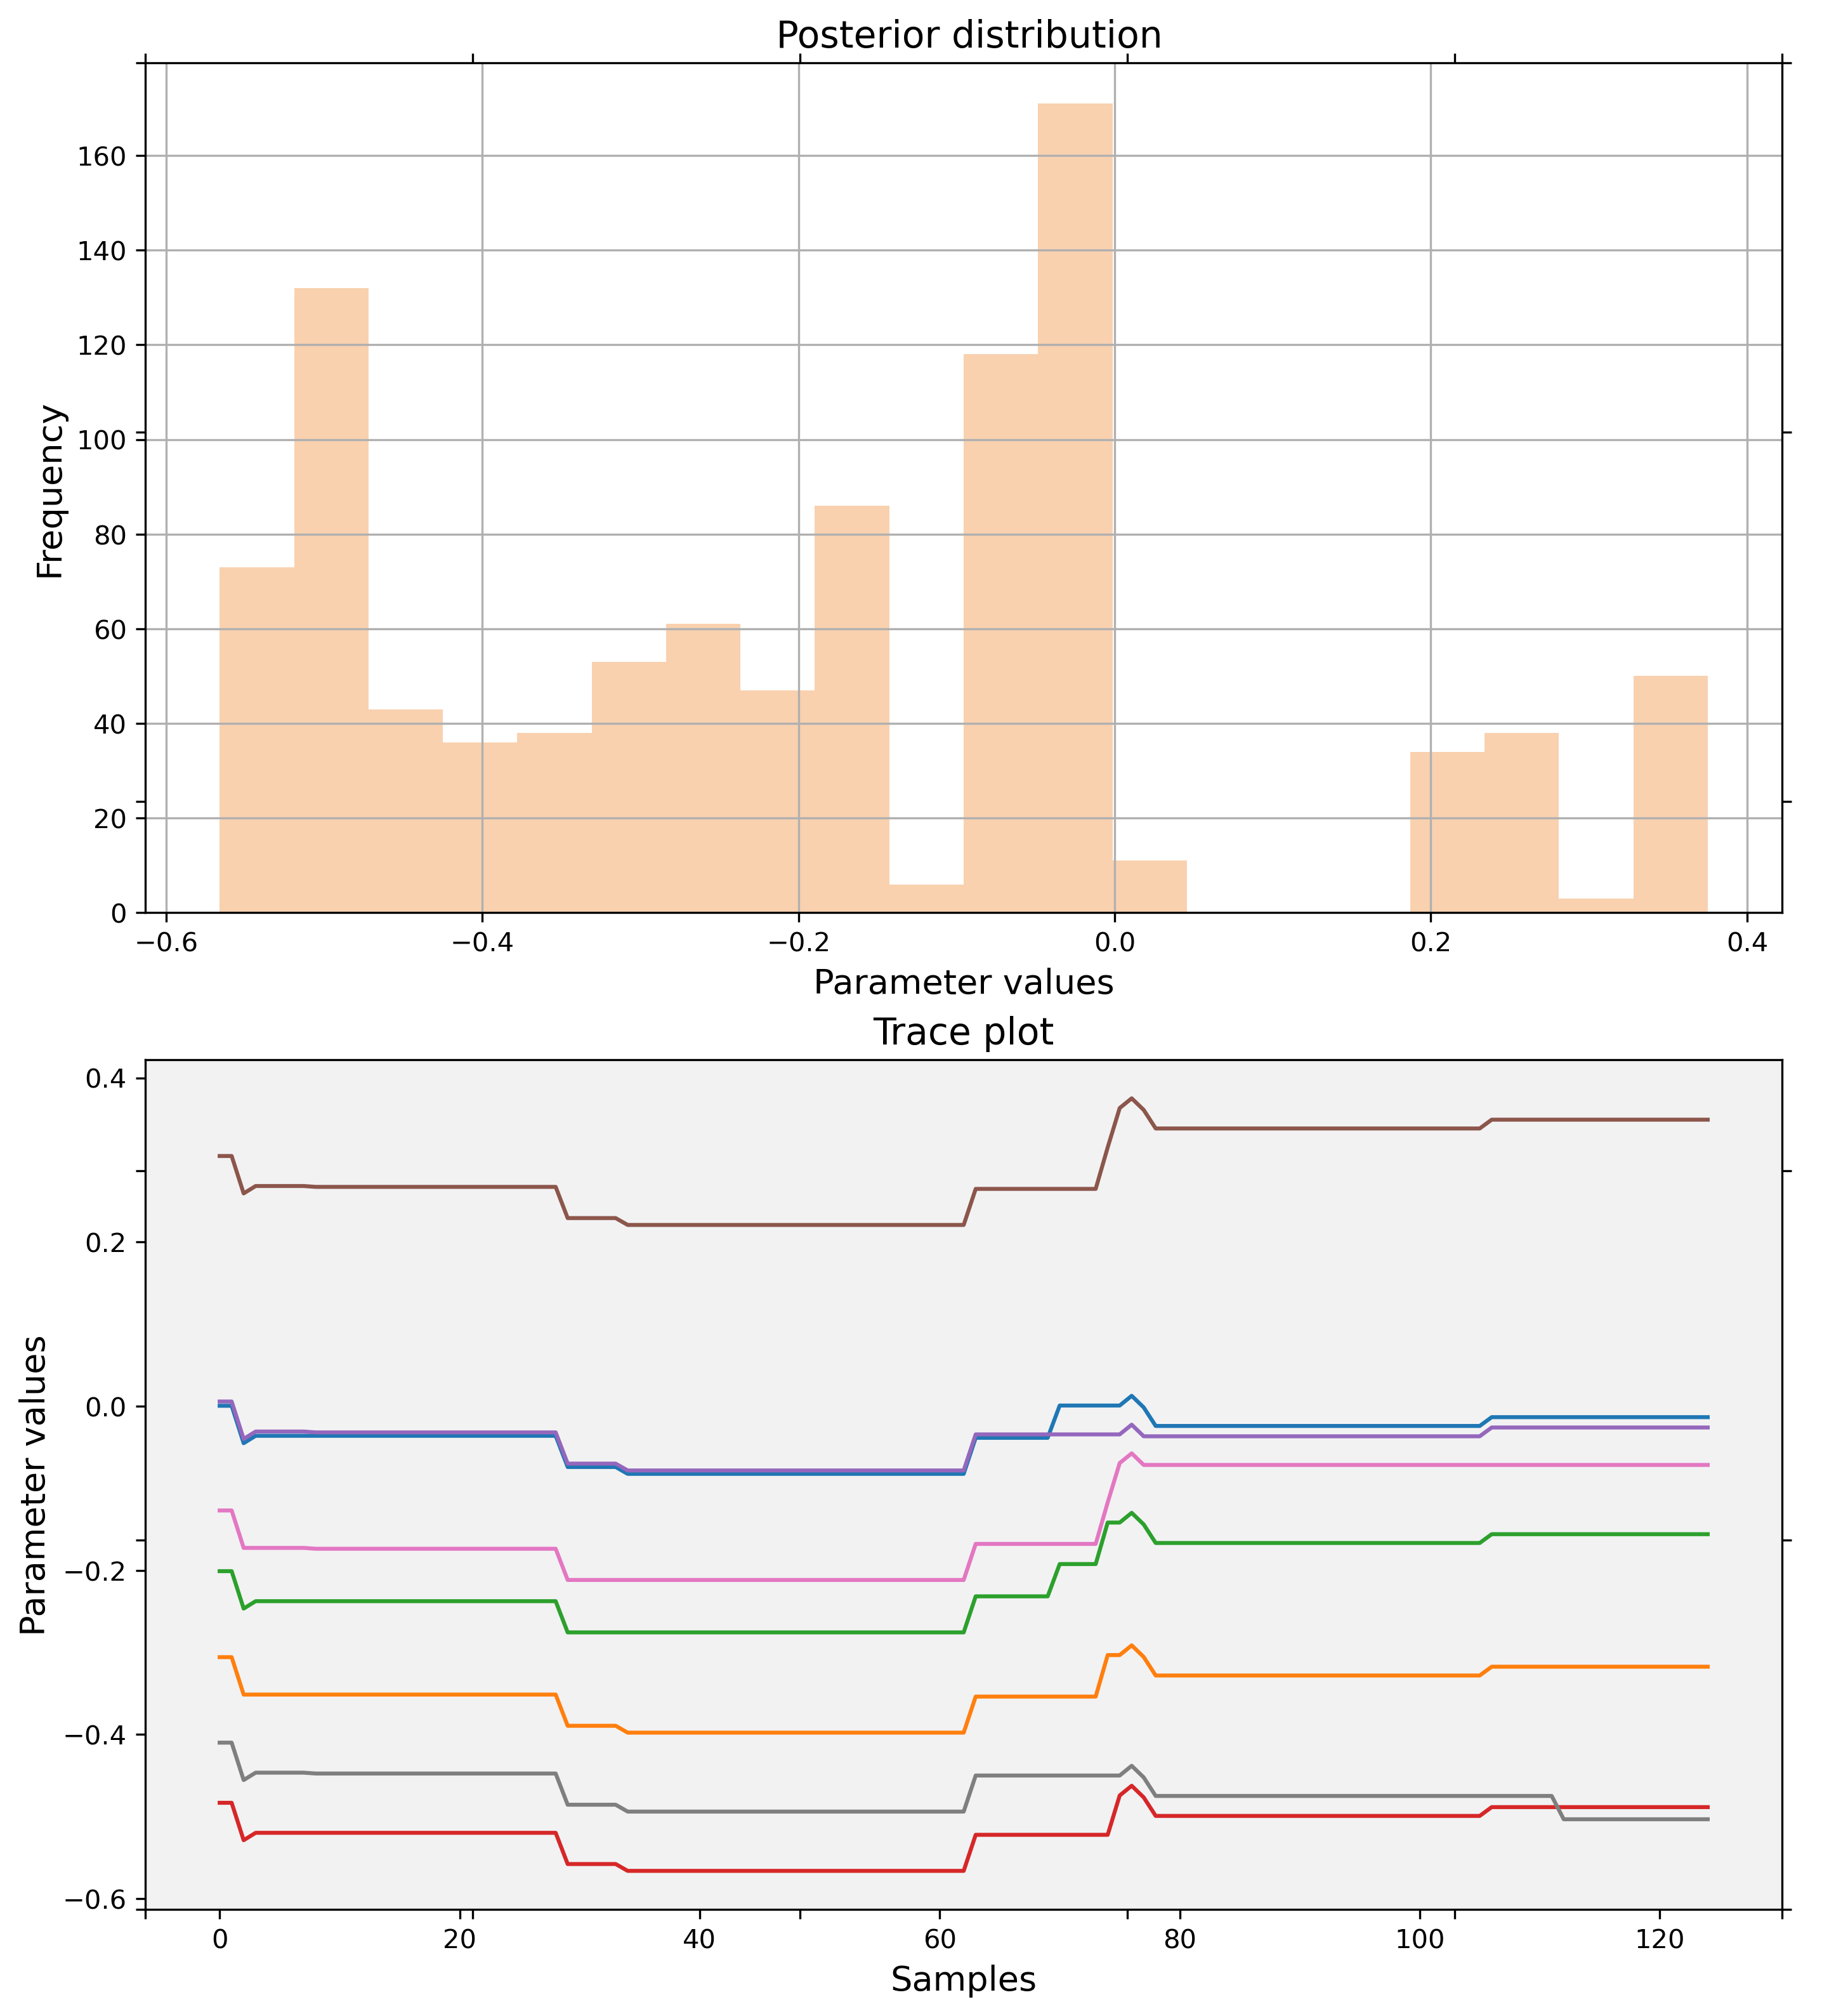 Posterior distribution
160
140
120
100
80
60
40
20
0
Frequency
−0.6 −0.4 −0.2 0.0 0.2 0.4
Parameter values
Trace plot
0.4
0.2
0.0
−0.2
−0.4
−0.6
Parameter values
0 20 40 60 80 100 120
Samples